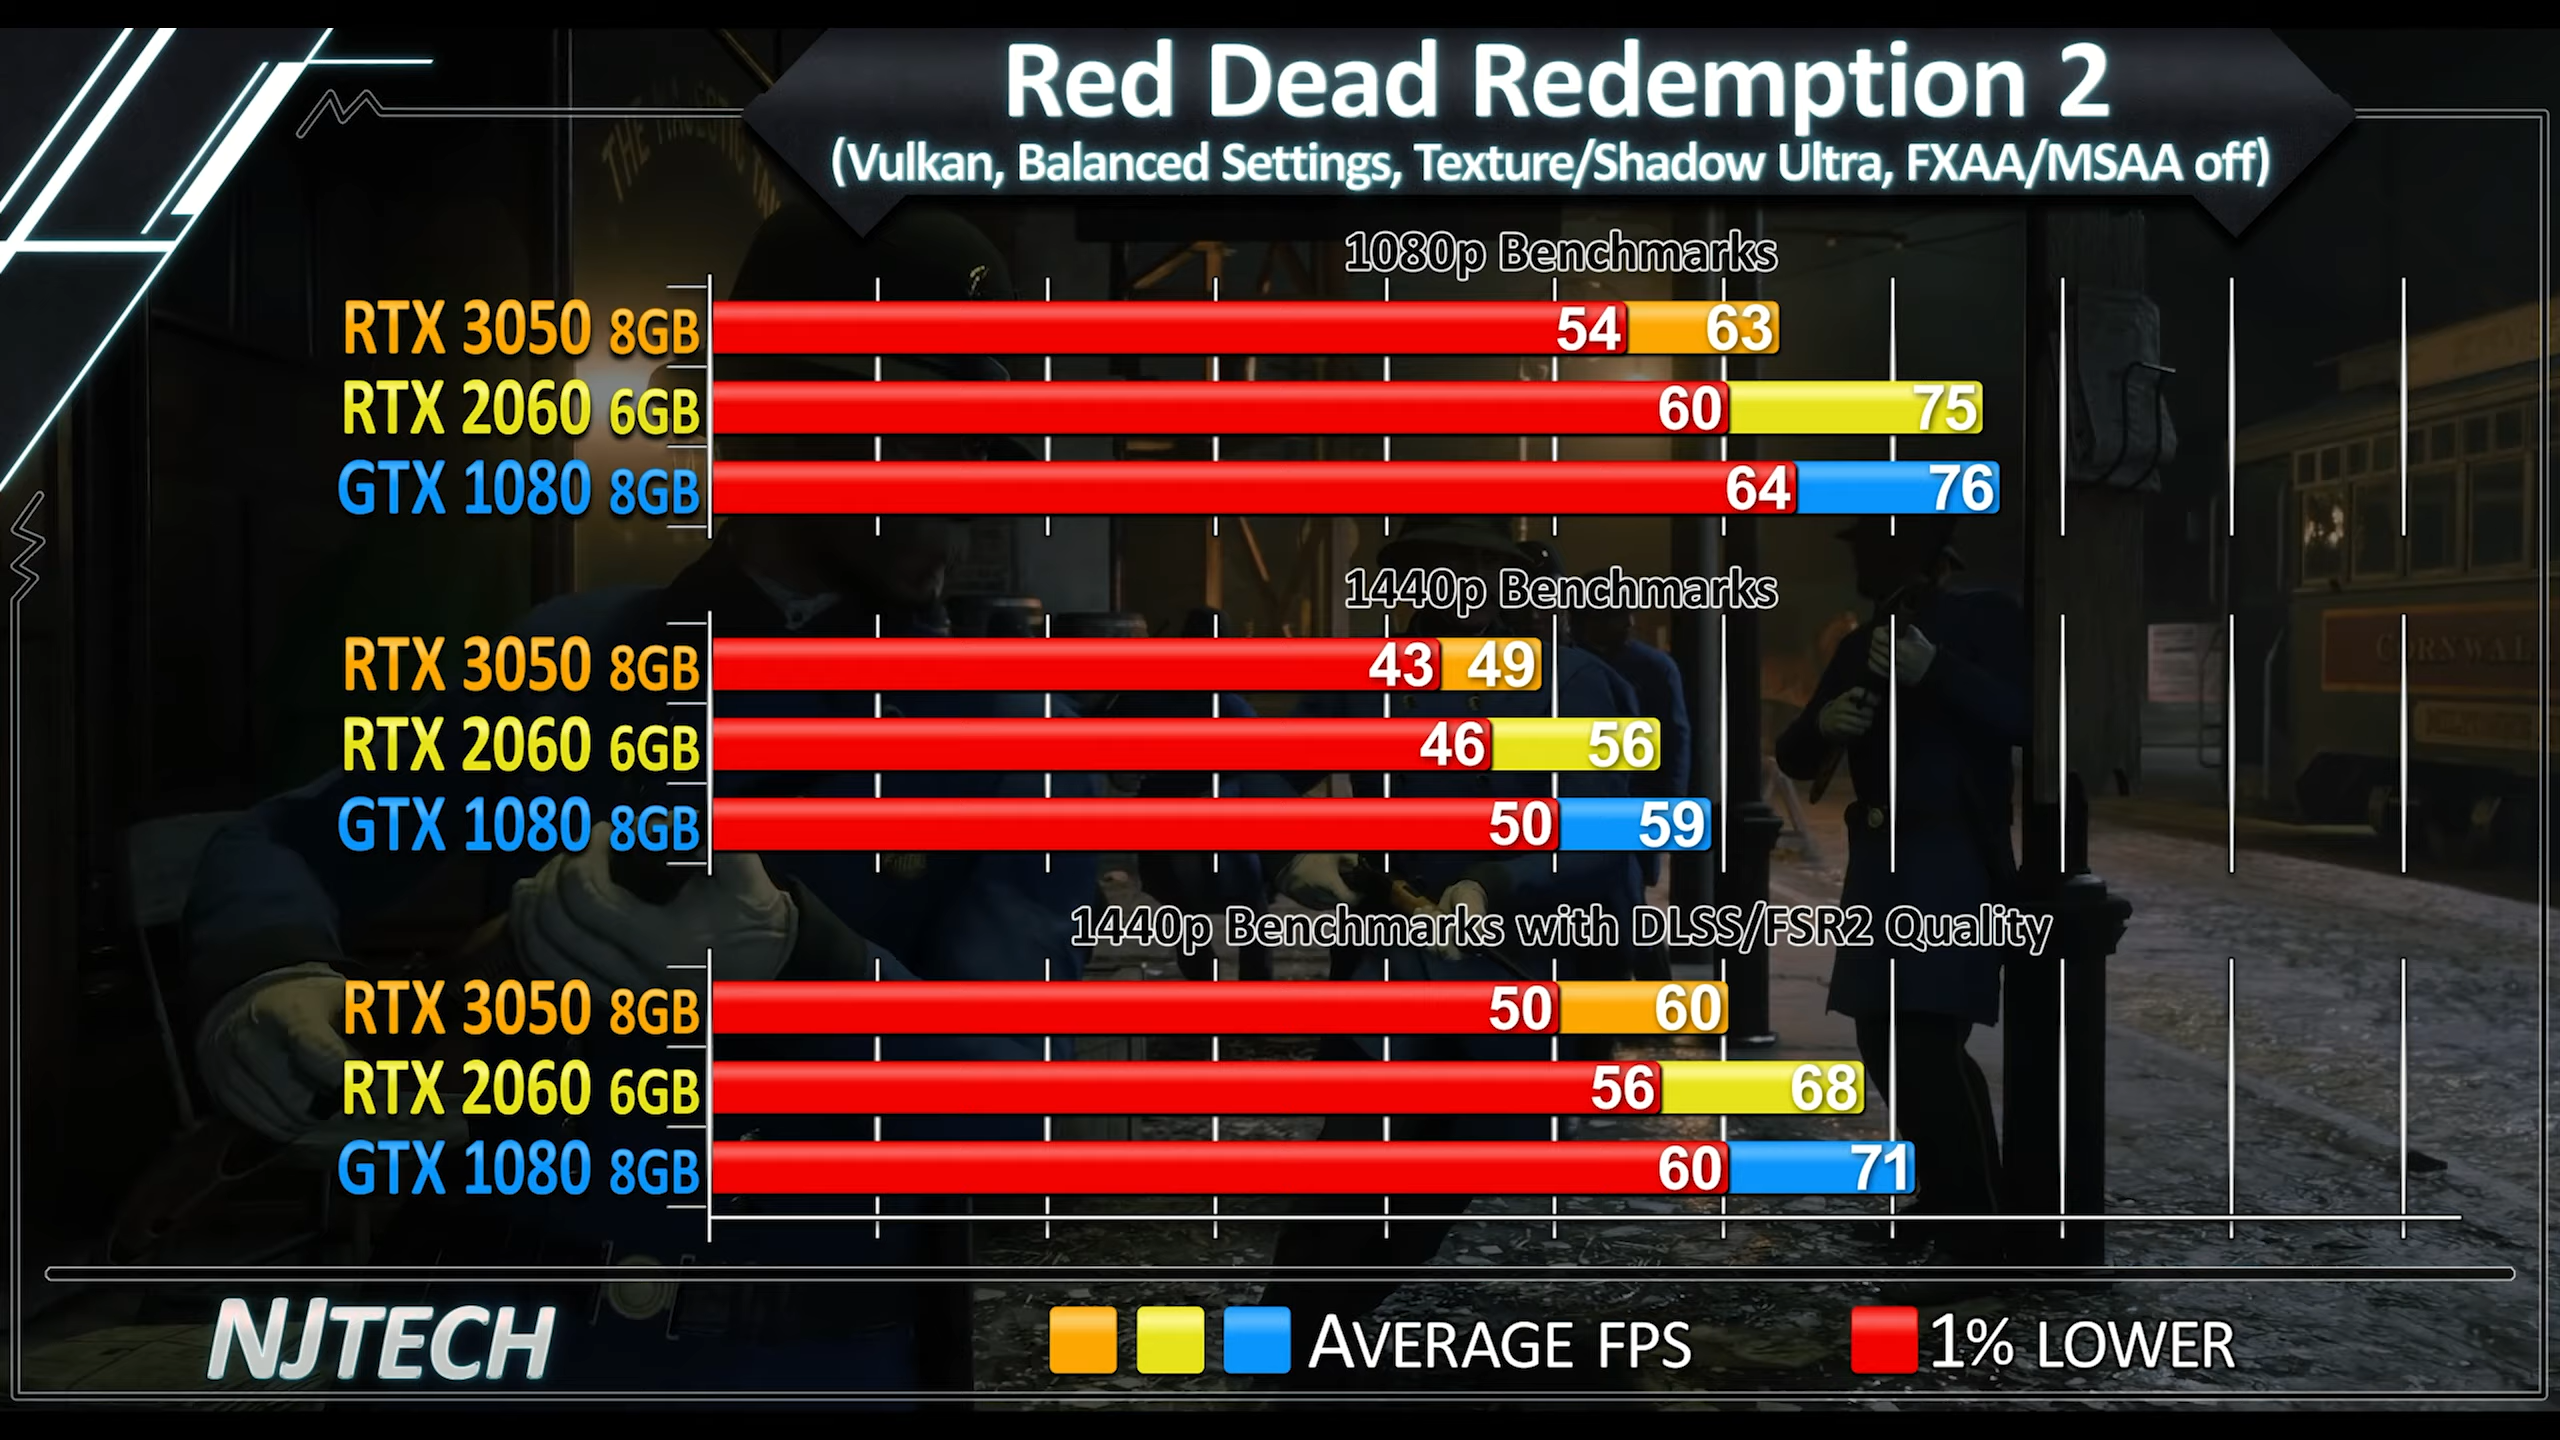 Red Dead Redemption 2
(Vulkan, Balanced Settings, Texture/Shadow Ultra, FXAA/MSAA off)
THE MAJESTIC
1080p Benchmarks
RTX 3050 8GB 54 63
RTX 2060 6GB 60 75
GTX 1080 8GB 64 76
1440p Benchmarks
RTX 3050 8GB 43 49
RTX 2060 6GB 46 56
GTX 1080 8GB 50 59
CORNWAL
1440p Benchmarks with DLSS/FSR2 Quality
RTX 3050 8GB 50 60
RTX 2060 6GB 56 68
GTX 1080 8GB 60 71
NJTECH
AVERAGE FPS
1% LOWER